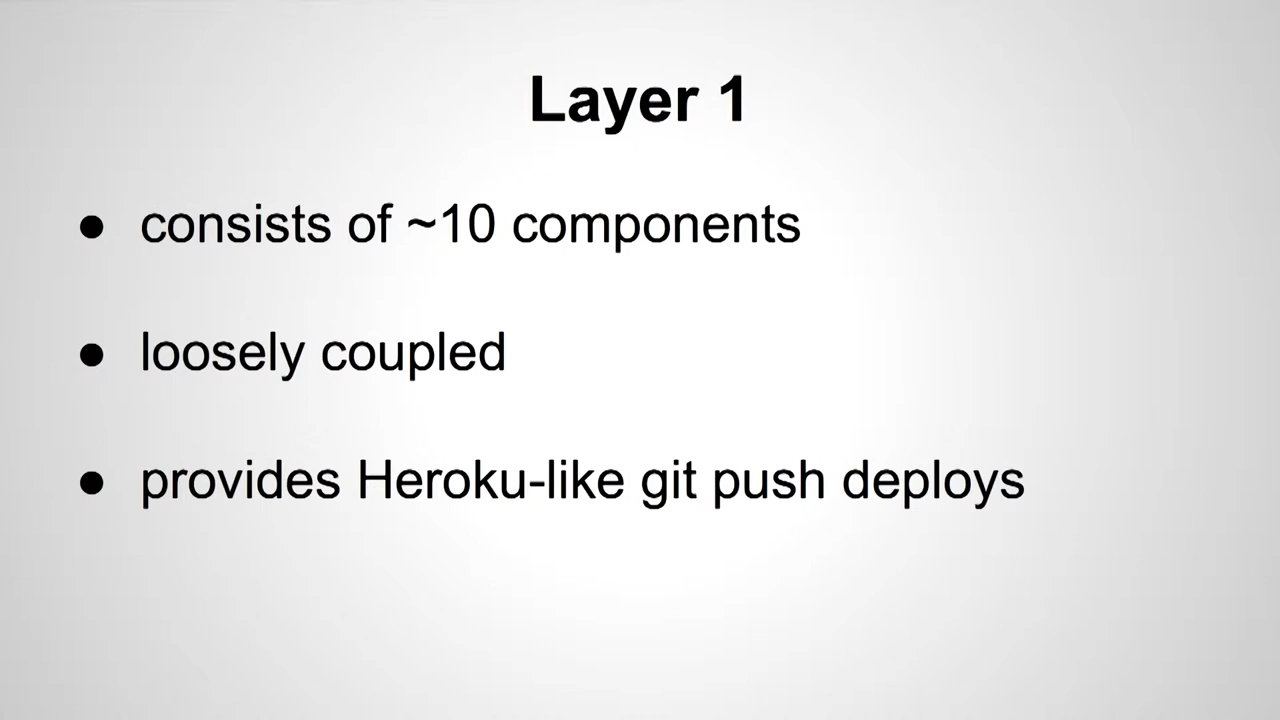 Layer 1
● consists of ~10 components
● loosely coupled
● provides Heroku-like git push deploys